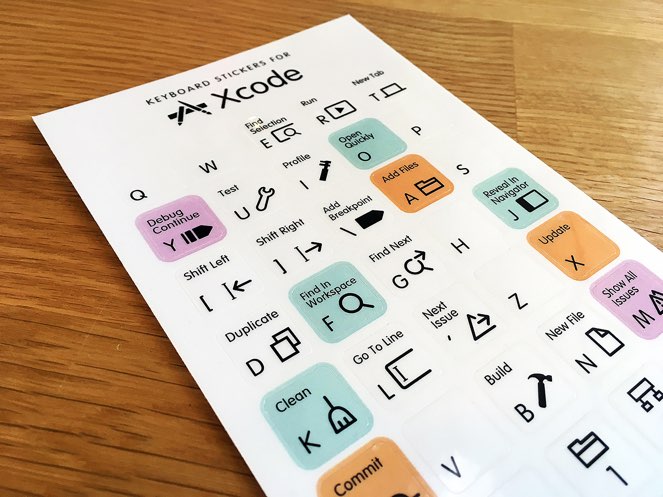 KEYBOARD STICKERS FOR
Xcode
Q
W
Find
Selection
E
Run
R
New Tab
T
Debug
Continue
Y
Test
U
Profile
I
Open
Quickly
O
P
Shift Left
[
Shift Right
]
Add
Breakpoint
\
Add Files
A
S
Duplicate
D
Find In
Workspace
F
Find Next
G
H
Reveal In
Navigator
J
Clean
K
Go To Line
L
Next
Issue
,
Z
Update
X
Commit
V
Build
B
New File
N
Show All
Issues
M
1